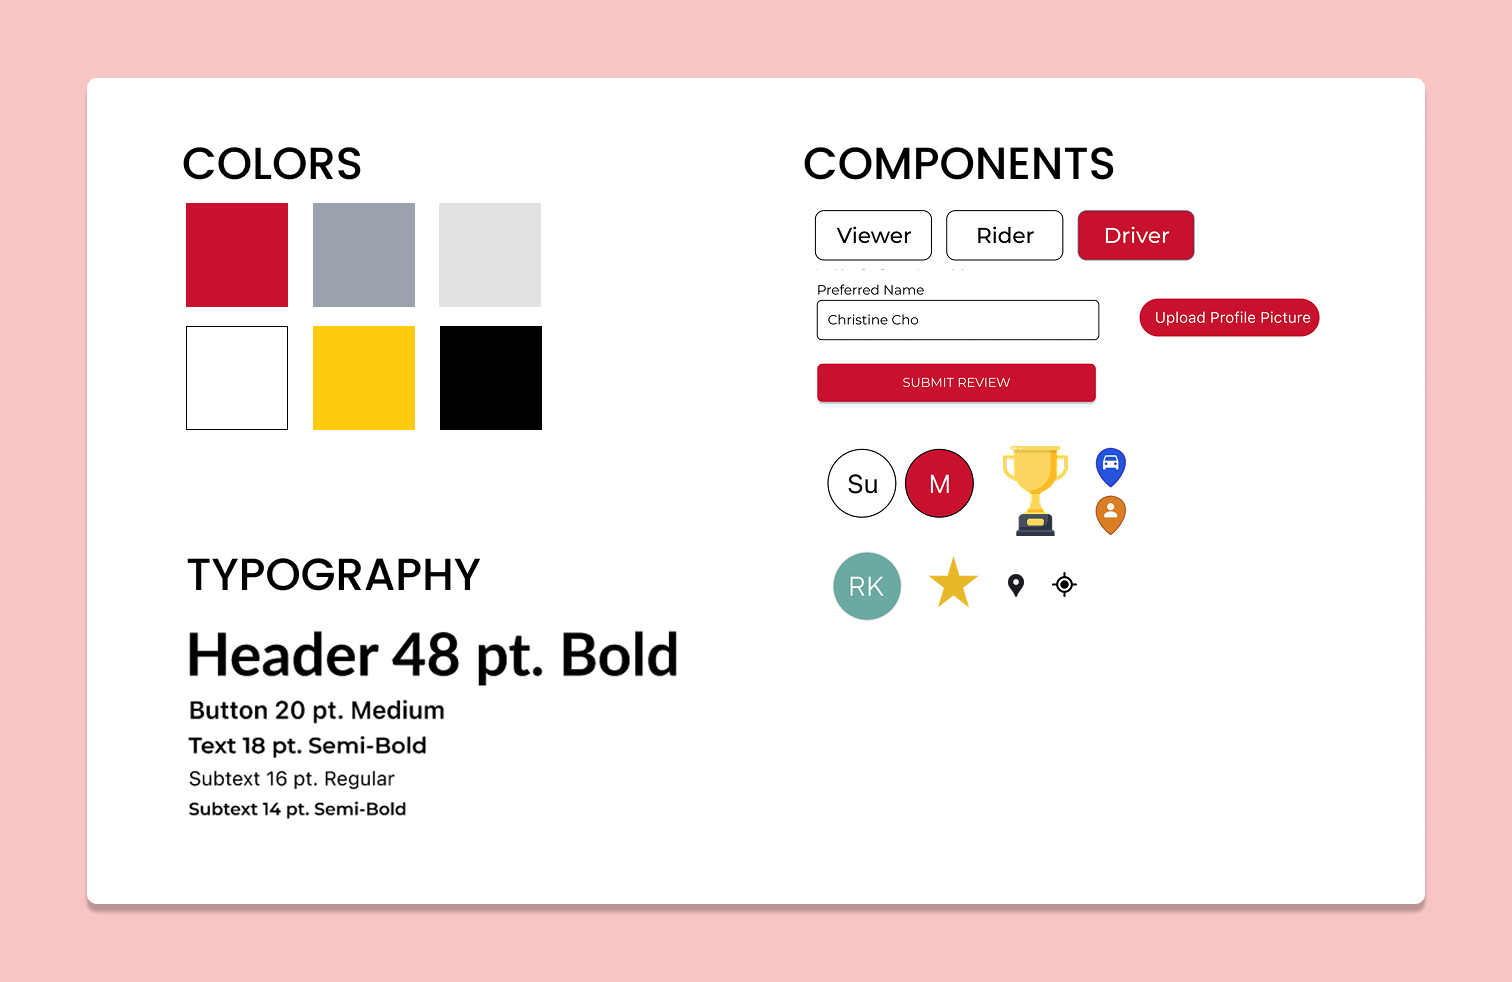 COLORS
TYPOGRAPHY
Header 48 pt. Bold
Button 20 pt. Medium
Text 18 pt. Semi-Bold
Subtext 16 pt. Regular
Subtext 14 pt. Semi-Bold
COMPONENTS
Viewer Rider Driver
Preferred Name
Christine Cho
Upload Profile Picture
SUBMIT REVIEW
Su M
RK